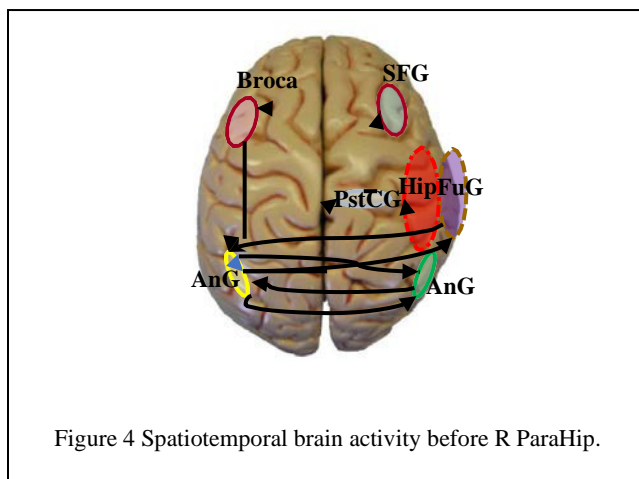 Broca
SFG
PstCG
HipFuG
AnG
AnG
Figure 4 Spatiotemporal brain activity before R ParaHip.